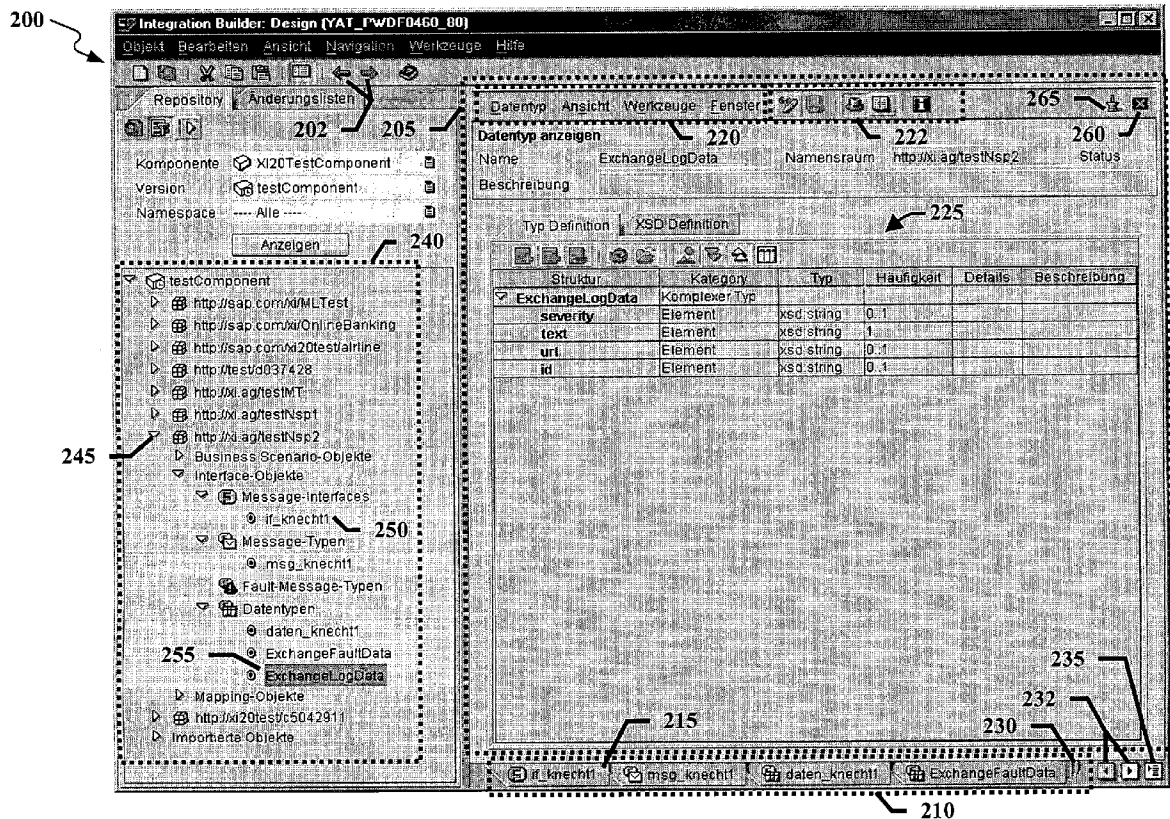 200
Integration Builder: Design (YAT_PWDF0460_80)
Objekt Bearbeiten Ansicht Navigation Werkzeuge Hilfe
Repository Änderungslisten
202
205
Datentyp Ansicht Werkzeuge Fenster
220
222
265
260
Komponente XI20TestComponent
Version testComponent
Namespace ---- Alle ----
Anzeigen
240
Datentyp anzeigen
Name ExchangeLogData Namensraum http://xi.ag/testNsp2 Status
Beschreibung
Typ Definition XSD Definition
225
Struktur Kategory Typ Häufigkeit Details Beschreibung
ExchangeLogData Komplexer Typ
severity Element xsd:string 0..1
text Element xsd:string 1
url Element xsd:string 0..1
id Element xsd:string 0..1
testComponent
http://sap.com/xi/MLTest
http://sap.com/xi/OnlineBanking
http://sap.com/xi20test/airline
http://test/d037428
http://xi.ag/testMT
http://xi.ag/testNsp1
245
http://xi.ag/testNsp2
Business Scenario-Objekte
Interface-Objekte
Message-Interfaces
if_knecht1
250
Message-Typen
msg_knecht1
Fault-Message-Typen
Datentypen
daten_knecht1
ExchangeFaultData
255
ExchangeLogData
Mapping-Objekte
http://xi20test/c5042911
Importierte Objekte
215
230
232
235
if_knecht1 msg_knecht1 daten_knecht1 ExchangeFaultData
210